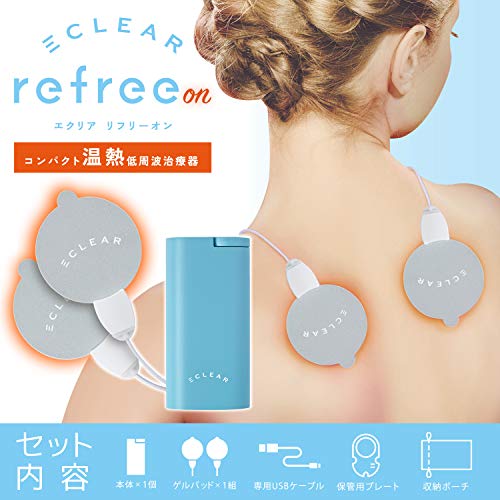 ECLEAR
refree on
エクリア リフリーオン
コンパクト温熱低周波治療器
ECLEAR
ECLEAR
ECLEAR
ECLEAR
ECLEAR
セット
内容
本体×1個
ゲルパッド×1組
専用USBケーブル
保管用プレート
収納ポーチ